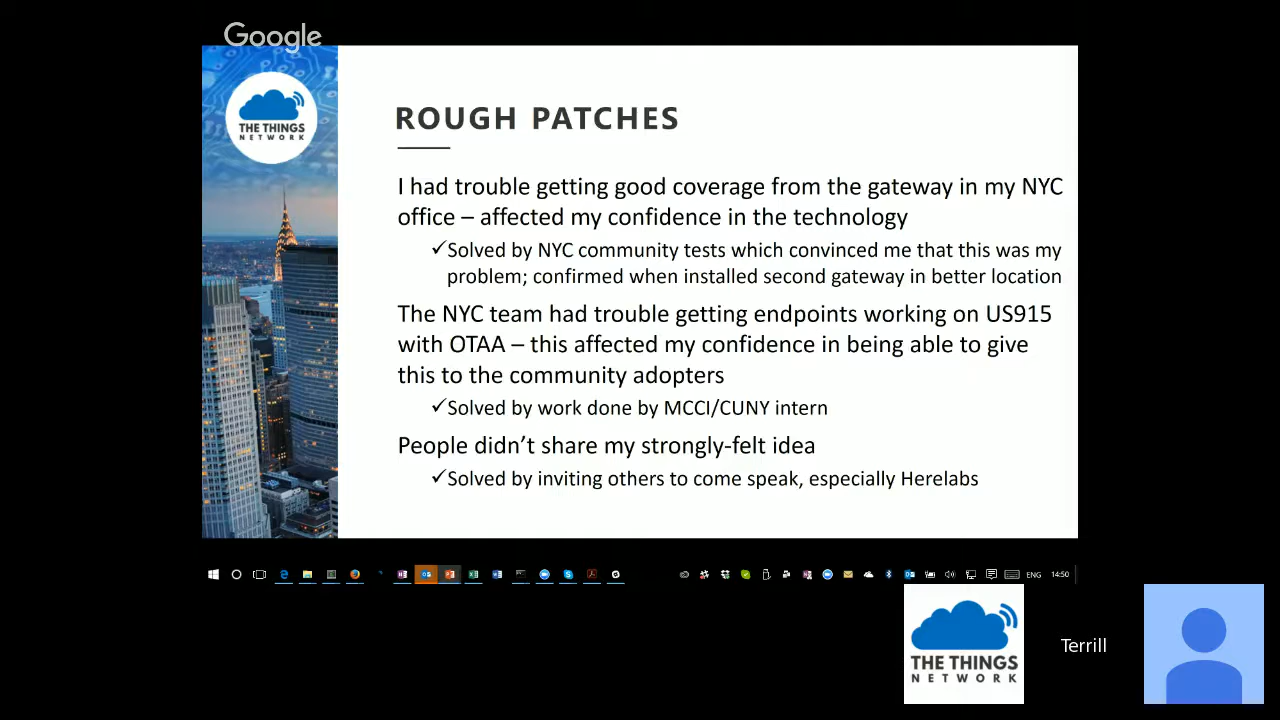 Google
THE THINGS
NETWORK
ROUGH PATCHES
I had trouble getting good coverage from the gateway in my NYC
office – affected my confidence in the technology
✓Solved by NYC community tests which convinced me that this was my
problem; confirmed when installed second gateway in better location
The NYC team had trouble getting endpoints working on US915
with OTAA – this affected my confidence in being able to give
this to the community adopters
✓Solved by work done by MCCI/CUNY intern
People didn’t share my strongly-felt idea
✓Solved by inviting others to come speak, especially Herelabs
ENG 14:50
THE THINGS
NETWORK
Terrill